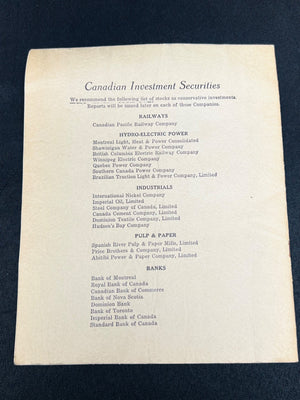 Canadian Investment Securities
We recommend the following list of stocks as conservative investments.
Reports will be issued later on each of these Companies.
RAILWAYS
Canadian Pacific Railway Company
HYDRO-ELECTRIC POWER
Montreal Light, Heat & Power Consolidated
Shawinigan Water & Power Company
British Columbia Electric Railway Company
Winnipeg Electric Company
Quebec Power Company
Southern Canada Power Company
Brazilian Traction Light & Power Company, Limited
INDUSTRIALS
International Nickel Company
Imperial Oil, Limited
Steel Company of Canada, Limited
Canada Cement Company, Limited
Dominion Textile Company, Limited
Hudson's Bay Company
PULP & PAPER
Spanish River Pulp & Paper Mills, Limited
Price Brothers & Company, Limited
Abitibi Power & Paper Company, Limited
BANKS
Bank of Montreal
Royal Bank of Canada
Canadian Bank of Commerce
Bank of Nova Scotia
Dominion Bank
Bank of Toronto
Imperial Bank of Canada
Standard Bank of Canada